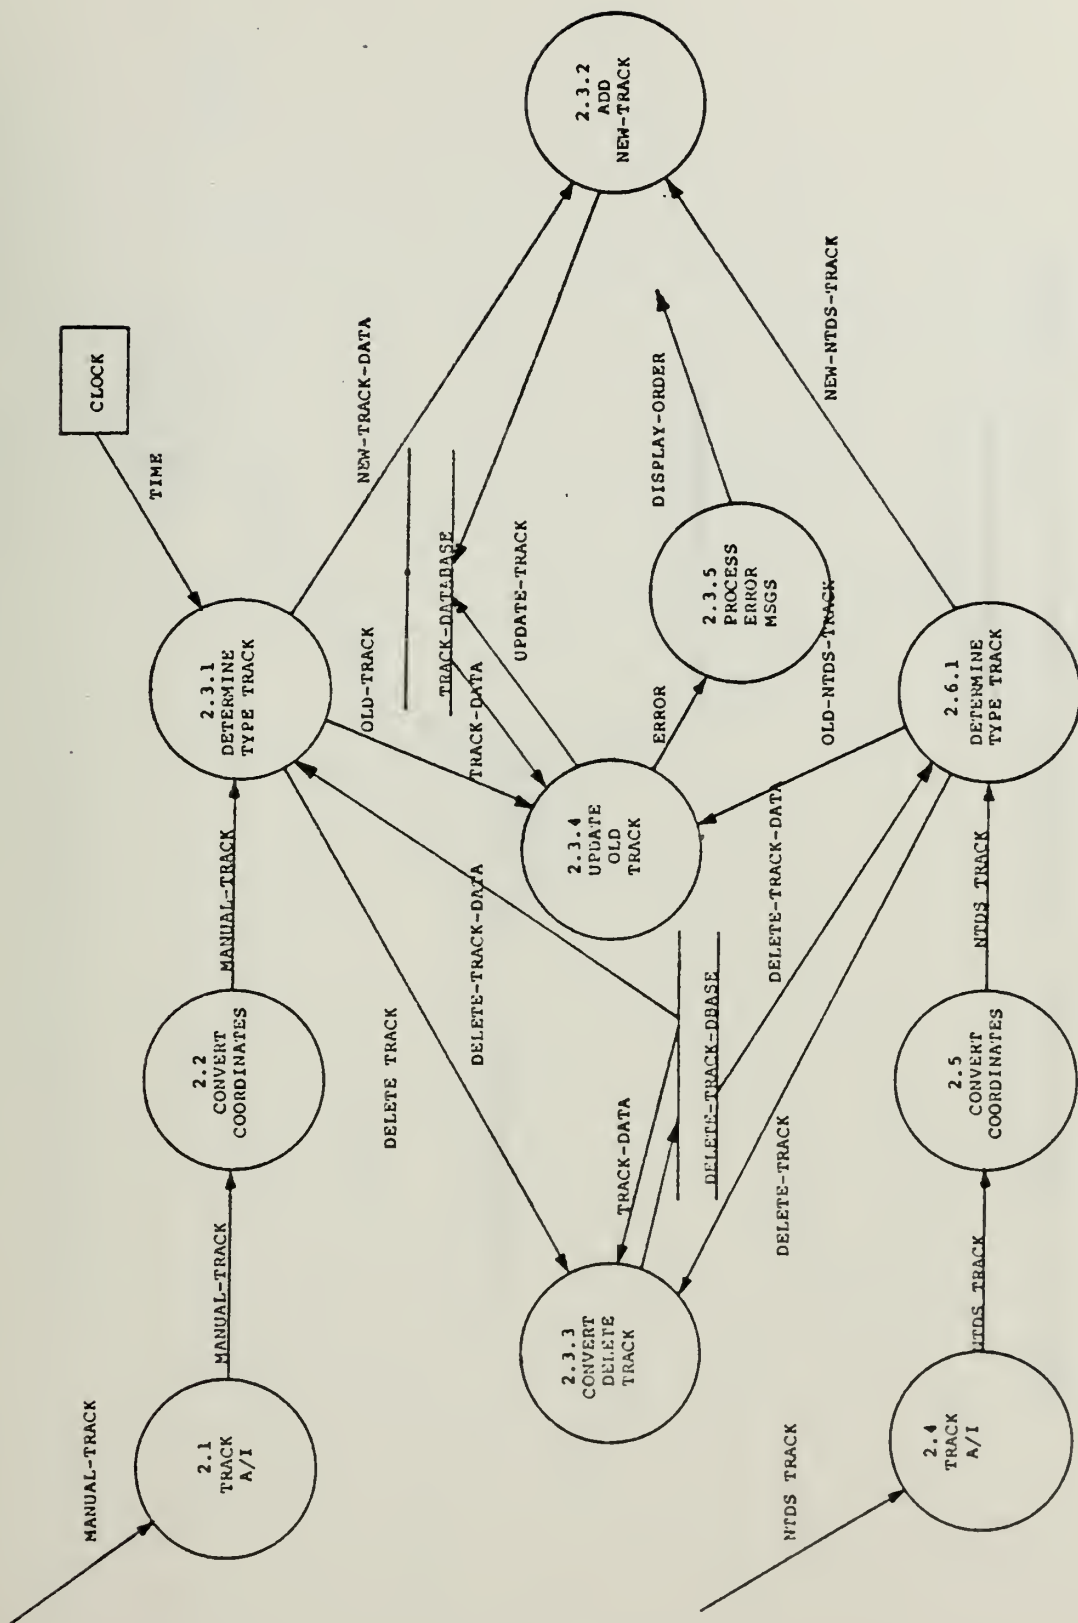 MANUAL-TRACK
2.1
TRACK
A/I
MANUAL-TRACK
2.2
CONVERT
COORDINATES
MANUAL-TRACK
2.3.1
DETERMINE
TYPE TRACK
TIME
CLOCK
DELETE TRACK
DELETE-TRACK-DATA
OLD-TRACK
NEW-TRACK-DATA
TRACK-DATABASE
TRACK-DATA
UPDATE-TRACK
2.3.3
CONVERT
DELETE
TRACK
TRACK-DATA
DELETE-TRACK-DBASE
2.3.4
UPDATE
OLD
TRACK
ERROR
2.3.5
PROCESS
ERROR
MSGS
DISPLAY-ORDER
2.3.2
ADD
NEW-TRACK
DELETE-TRACK
DELETE-TRACK-DATA
OLD-NTDS-TRACK
NEW-NTDS-TRACK
NTDS TRACK
2.4
TRACK
A/I
NTDS TRACK
2.5
CONVERT
COORDINATES
NTDS TRACK
2.6.1
DETERMINE
TYPE TRACK